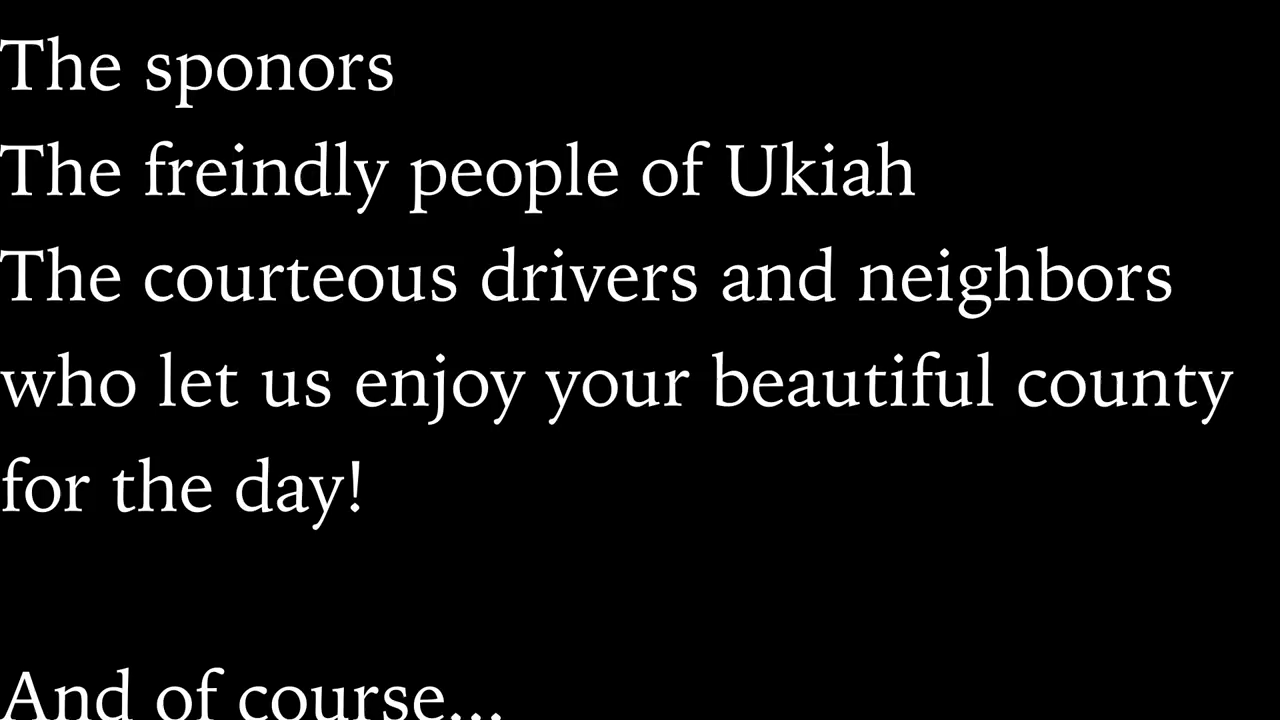 The sponors
The freindly people of Ukiah
The courteous drivers and neighbors
who let us enjoy your beautiful county
for the day!
And of course...